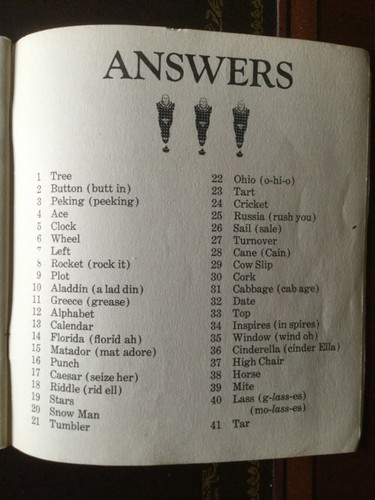 ANSWERS
1 Tree
2 Button (butt in)
3 Peking (peeking)
4 Ace
5 Clock
6 Wheel
7 Left
8 Rocket (rock it)
9 Plot
10 Aladdin (a lad din)
11 Greece (grease)
12 Alphabet
13 Calendar
14 Florida (florid ah)
15 Matador (mat adore)
16 Punch
17 Caesar (seize her)
18 Riddle (rid ell)
19 Stars
20 Snow Man
21 Tumbler
22 Ohio (o-hi-o)
23 Tart
24 Cricket
25 Russia (rush you)
26 Sail (sale)
27 Turnover
28 Cane (Cain)
29 Cow Slip
30 Cork
31 Cabbage (cab age)
32 Date
33 Top
34 Inspires (in spires)
35 Window (wind oh)
36 Cinderella (cinder Ella)
37 High Chair
38 Horse
39 Mite
40 Lass (g-lass-es)
(mo-lass-es)
41 Tar